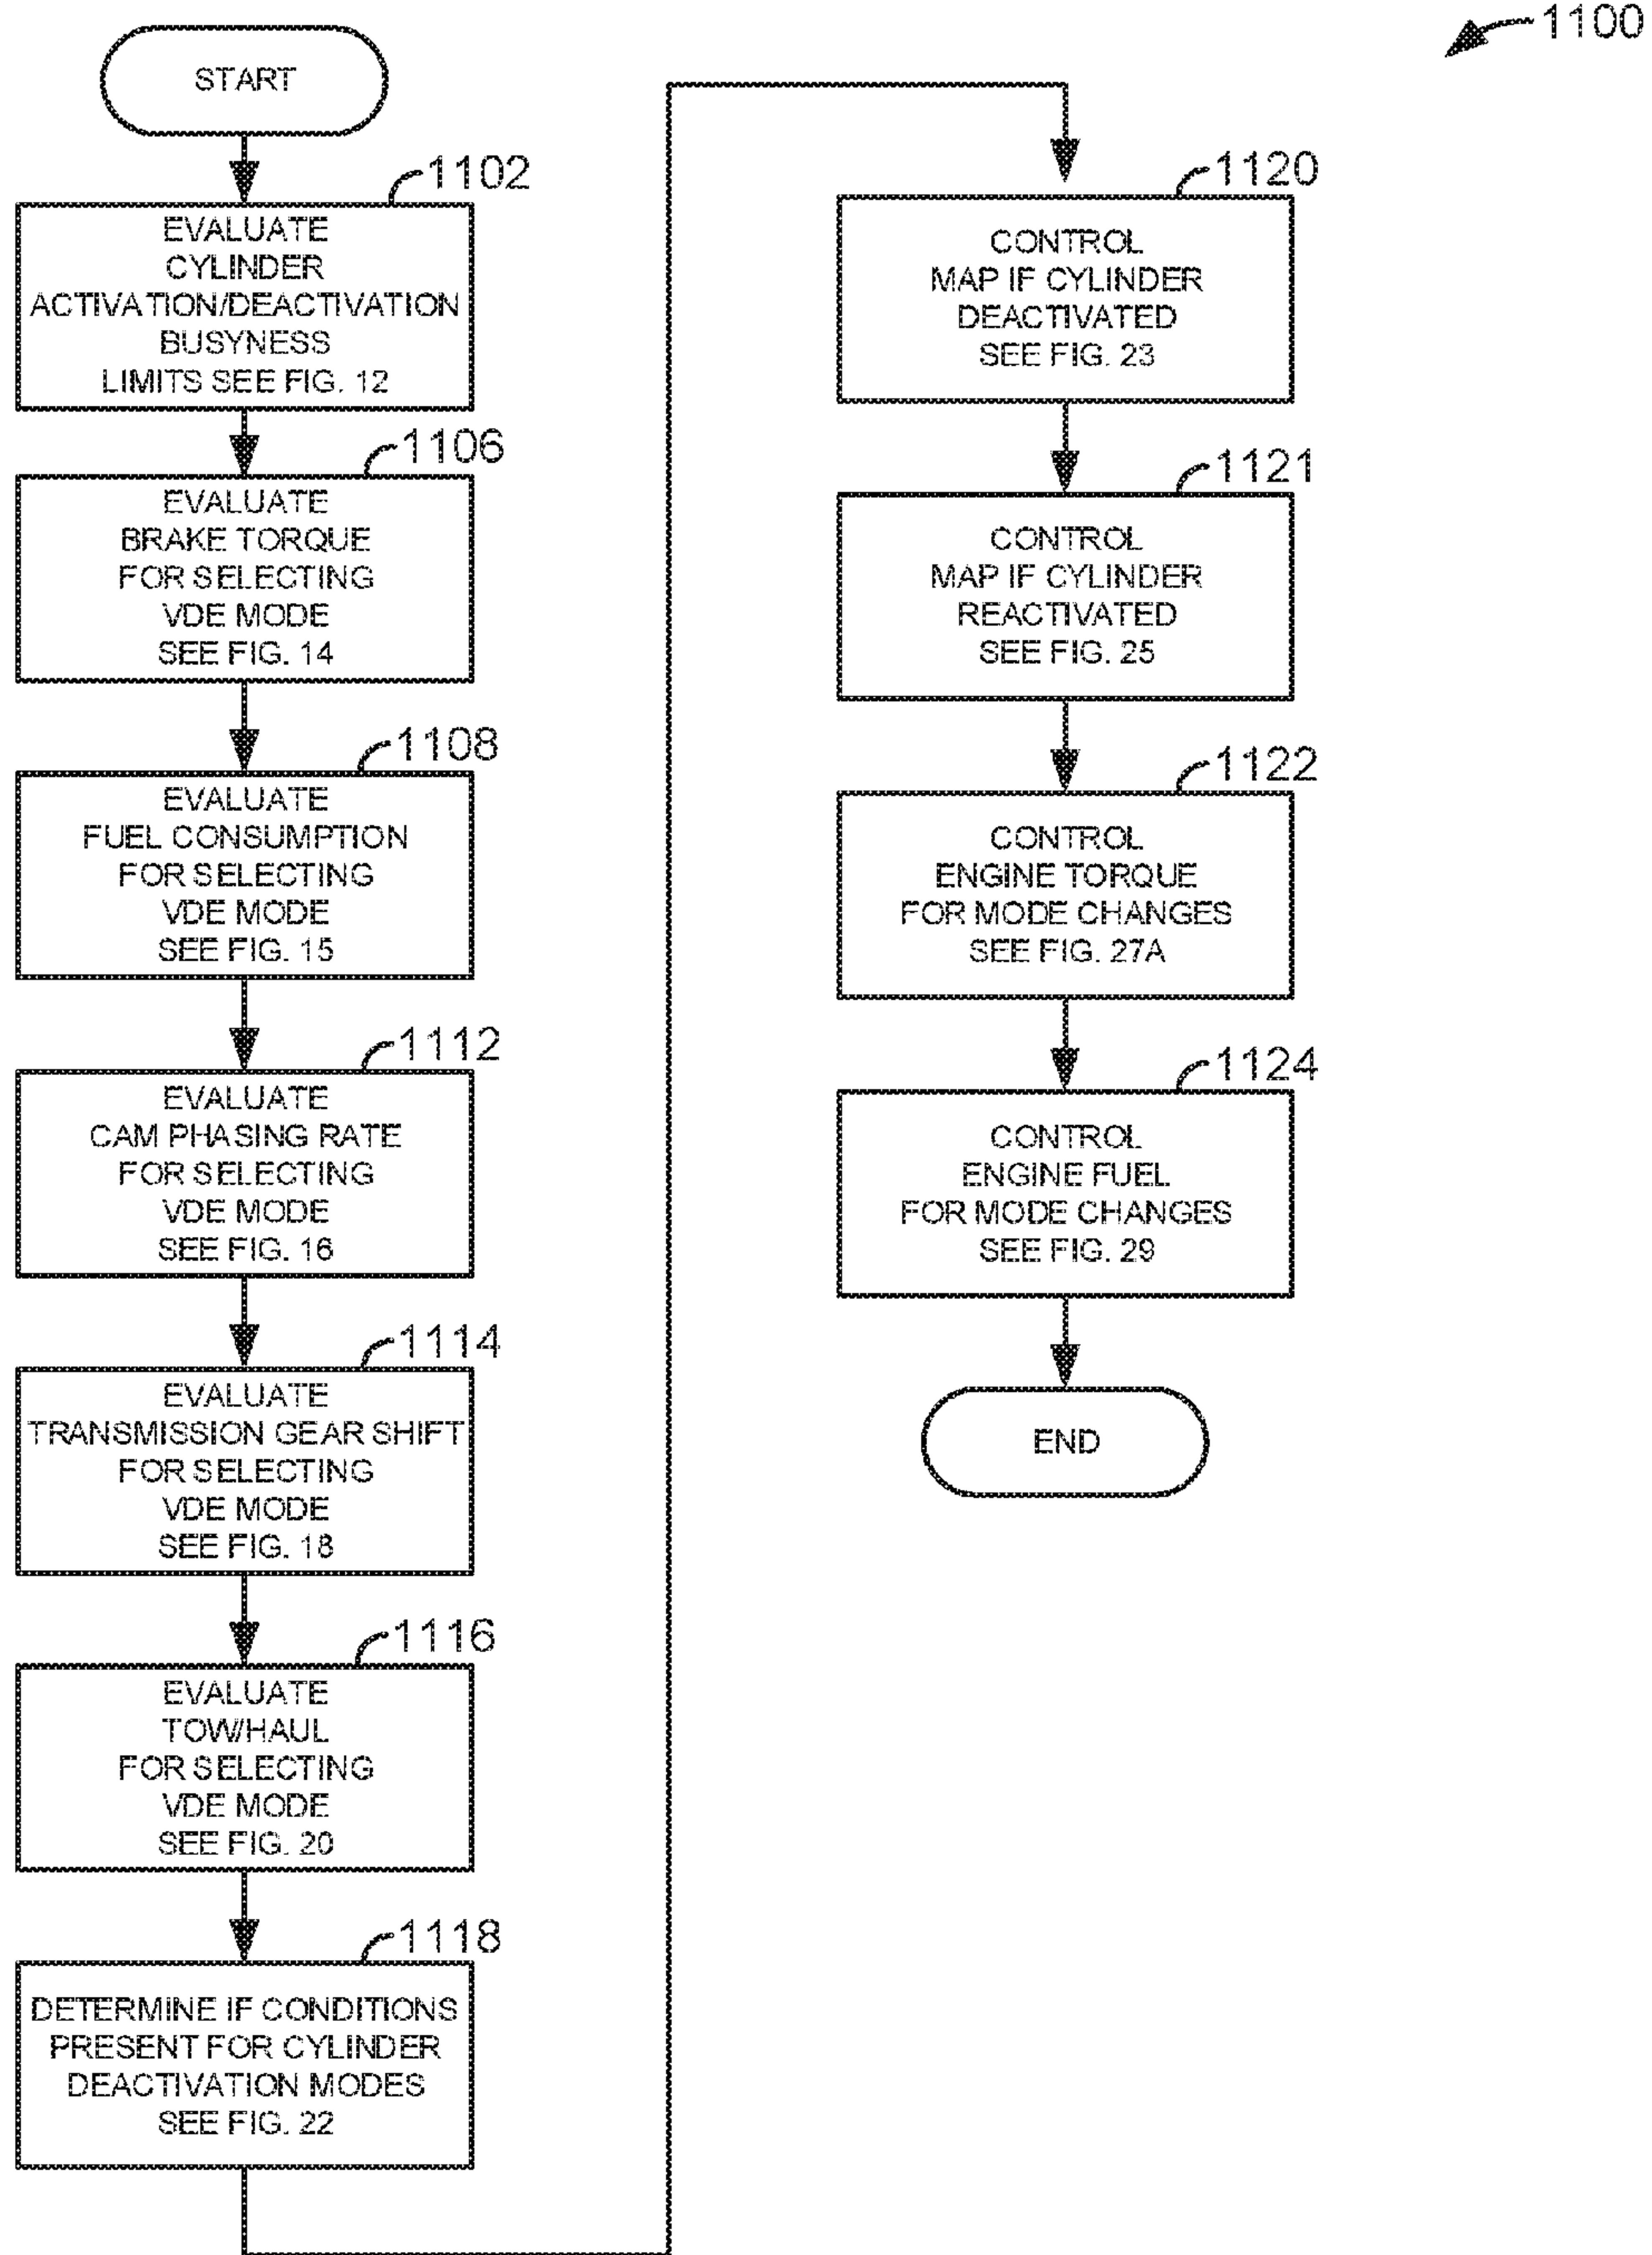 1100
START
1102
EVALUATE
CYLINDER
ACTIVATION/DEACTIVATION
BUSYNESS
LIMITS SEE FIG. 12
1106
EVALUATE
BRAKE TORQUE
FOR SELECTING
VDE MODE
SEE FIG. 14
1108
EVALUATE
FUEL CONSUMPTION
FOR SELECTING
VDE MODE
SEE FIG. 15
1112
EVALUATE
CAM PHASING RATE
FOR SELECTING
VDE MODE
SEE FIG. 16
1114
EVALUATE
TRANSMISSION GEAR SHIFT
FOR SELECTING
VDE MODE
SEE FIG. 18
1116
EVALUATE
TOW/HAUL
FOR SELECTING
VDE MODE
SEE FIG. 20
1118
DETERMINE IF CONDITIONS
PRESENT FOR CYLINDER
DEACTIVATION MODES
SEE FIG. 22
1120
CONTROL
MAP IF CYLINDER
DEACTIVATED
SEE FIG. 23
1121
CONTROL
MAP IF CYLINDER
REACTIVATED
SEE FIG. 25
1122
CONTROL
ENGINE TORQUE
FOR MODE CHANGES
SEE FIG. 27A
1124
CONTROL
ENGINE FUEL
FOR MODE CHANGES
SEE FIG. 29
END